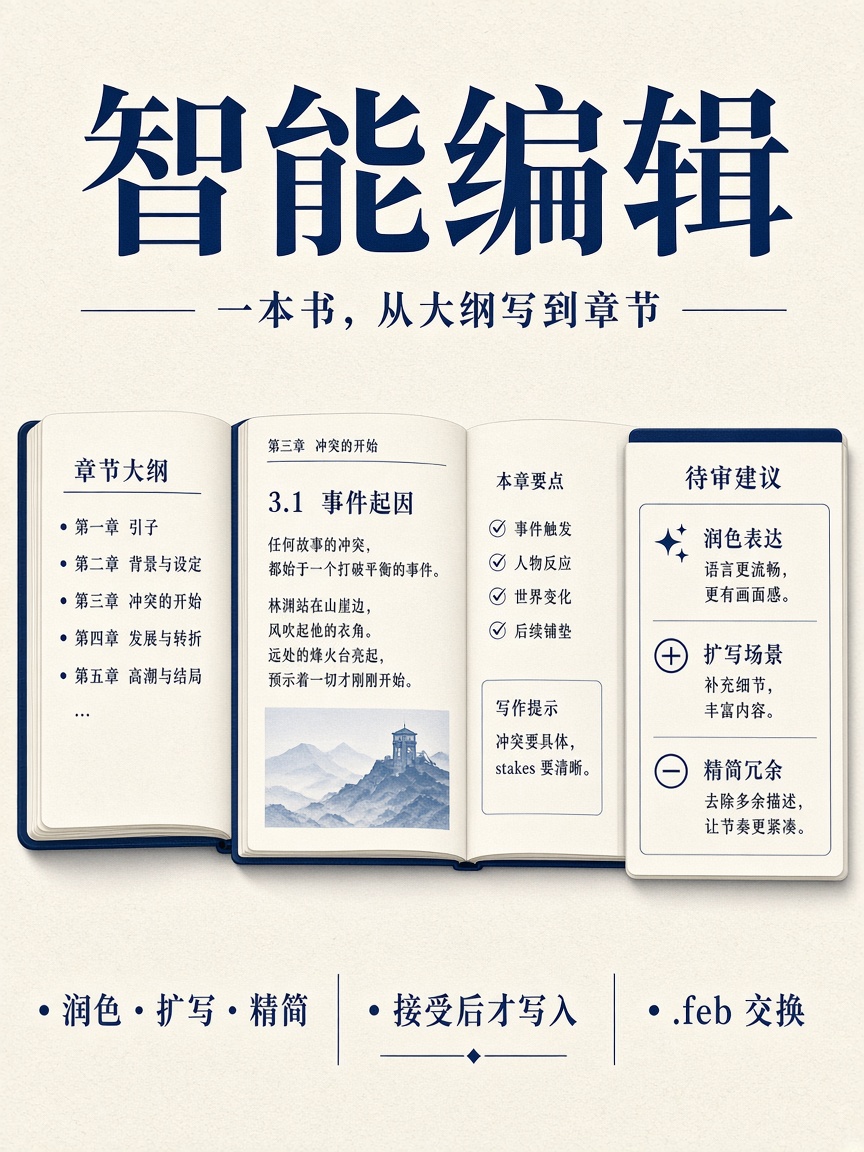 智能编辑
一本书，从大纲写到章节
章节大纲
• 第一章 引子
• 第二章 背景与设定
• 第三章 冲突的开始
• 第四章 发展与转折
• 第五章 高潮与结局
...
第三章 冲突的开始
3.1 事件起因
任何故事的冲突，
都始于一个打破平衡的事件。
林渊站在山崖边，
风吹起他的衣角。
远处的烽火台亮起，
预示着一切才刚刚开始。
本章要点
事件触发
人物反应
世界变化
后续铺垫
写作提示
冲突要具体，
stakes 要清晰。
待审建议
润色表达
语言更流畅，
更有画面感。
扩写场景
补充细节，
丰富内容。
精简冗余
去除多余描述，
让节奏更紧凑。
• 润色 · 扩写 · 精简
• 接受后才写入
• .feb 交换